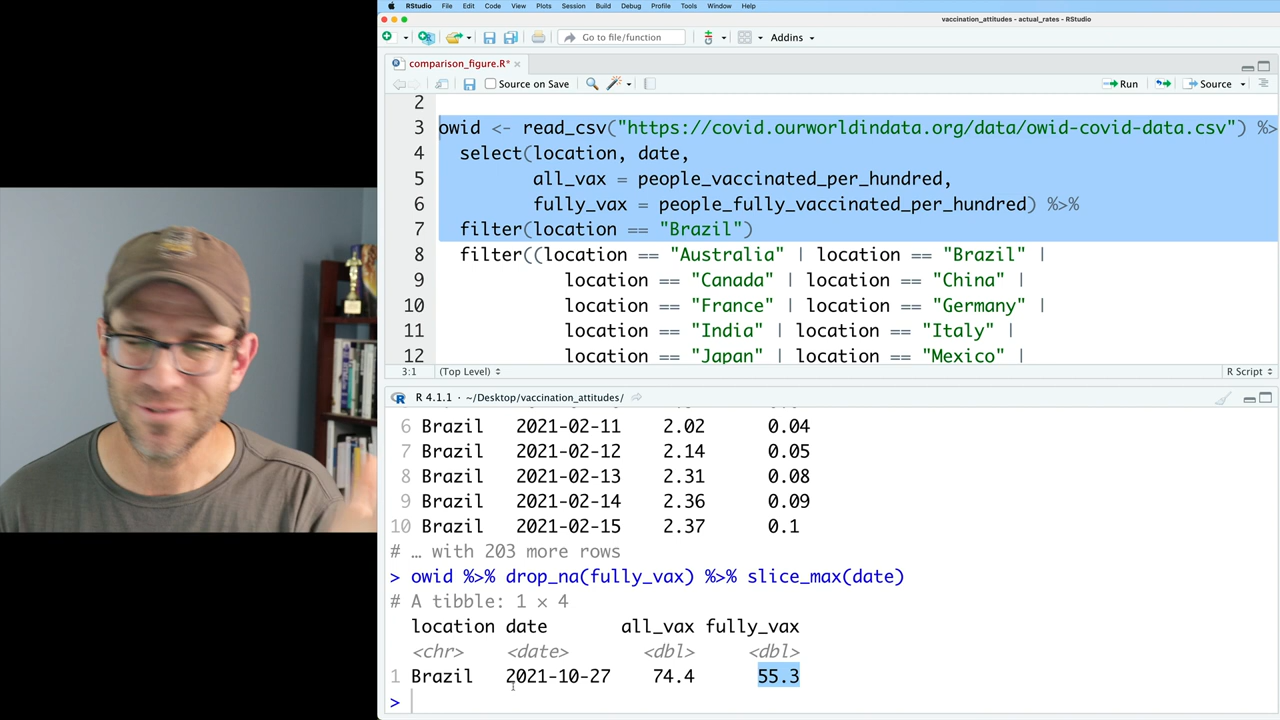 RStudio File Edit Code View Plots Session Build Debug Profile Tools Window Help
vaccination_attitudes - actual_rates - RStudio
Go to file/function Addins
comparison_figure.R* ×
Source on Save Run Source
2
3 owid <- read_csv("https://covid.ourworldindata.org/data/owid-covid-data.csv") %>
4 select(location, date,
5 all_vax = people_vaccinated_per_hundred,
6 fully_vax = people_fully_vaccinated_per_hundred) %>%
7 filter(location == "Brazil")
8 filter((location == "Australia" | location == "Brazil" |
9 location == "Canada" | location == "China" |
10 location == "France" | location == "Germany" |
11 location == "India" | location == "Italy" |
12 location == "Japan" | location == "Mexico" |
3:1 (Top Level) R Script
R 4.1.1 · ~/Desktop/vaccination_attitudes/
6 Brazil 2021-02-11 2.02 0.04
7 Brazil 2021-02-12 2.14 0.05
8 Brazil 2021-02-13 2.31 0.08
9 Brazil 2021-02-14 2.36 0.09
10 Brazil 2021-02-15 2.37 0.1
# … with 203 more rows
> owid %>% drop_na(fully_vax) %>% slice_max(date)
# A tibble: 1 × 4
location date all_vax fully_vax
<chr> <date> <dbl> <dbl>
1 Brazil 2021-10-27 74.4 55.3
>